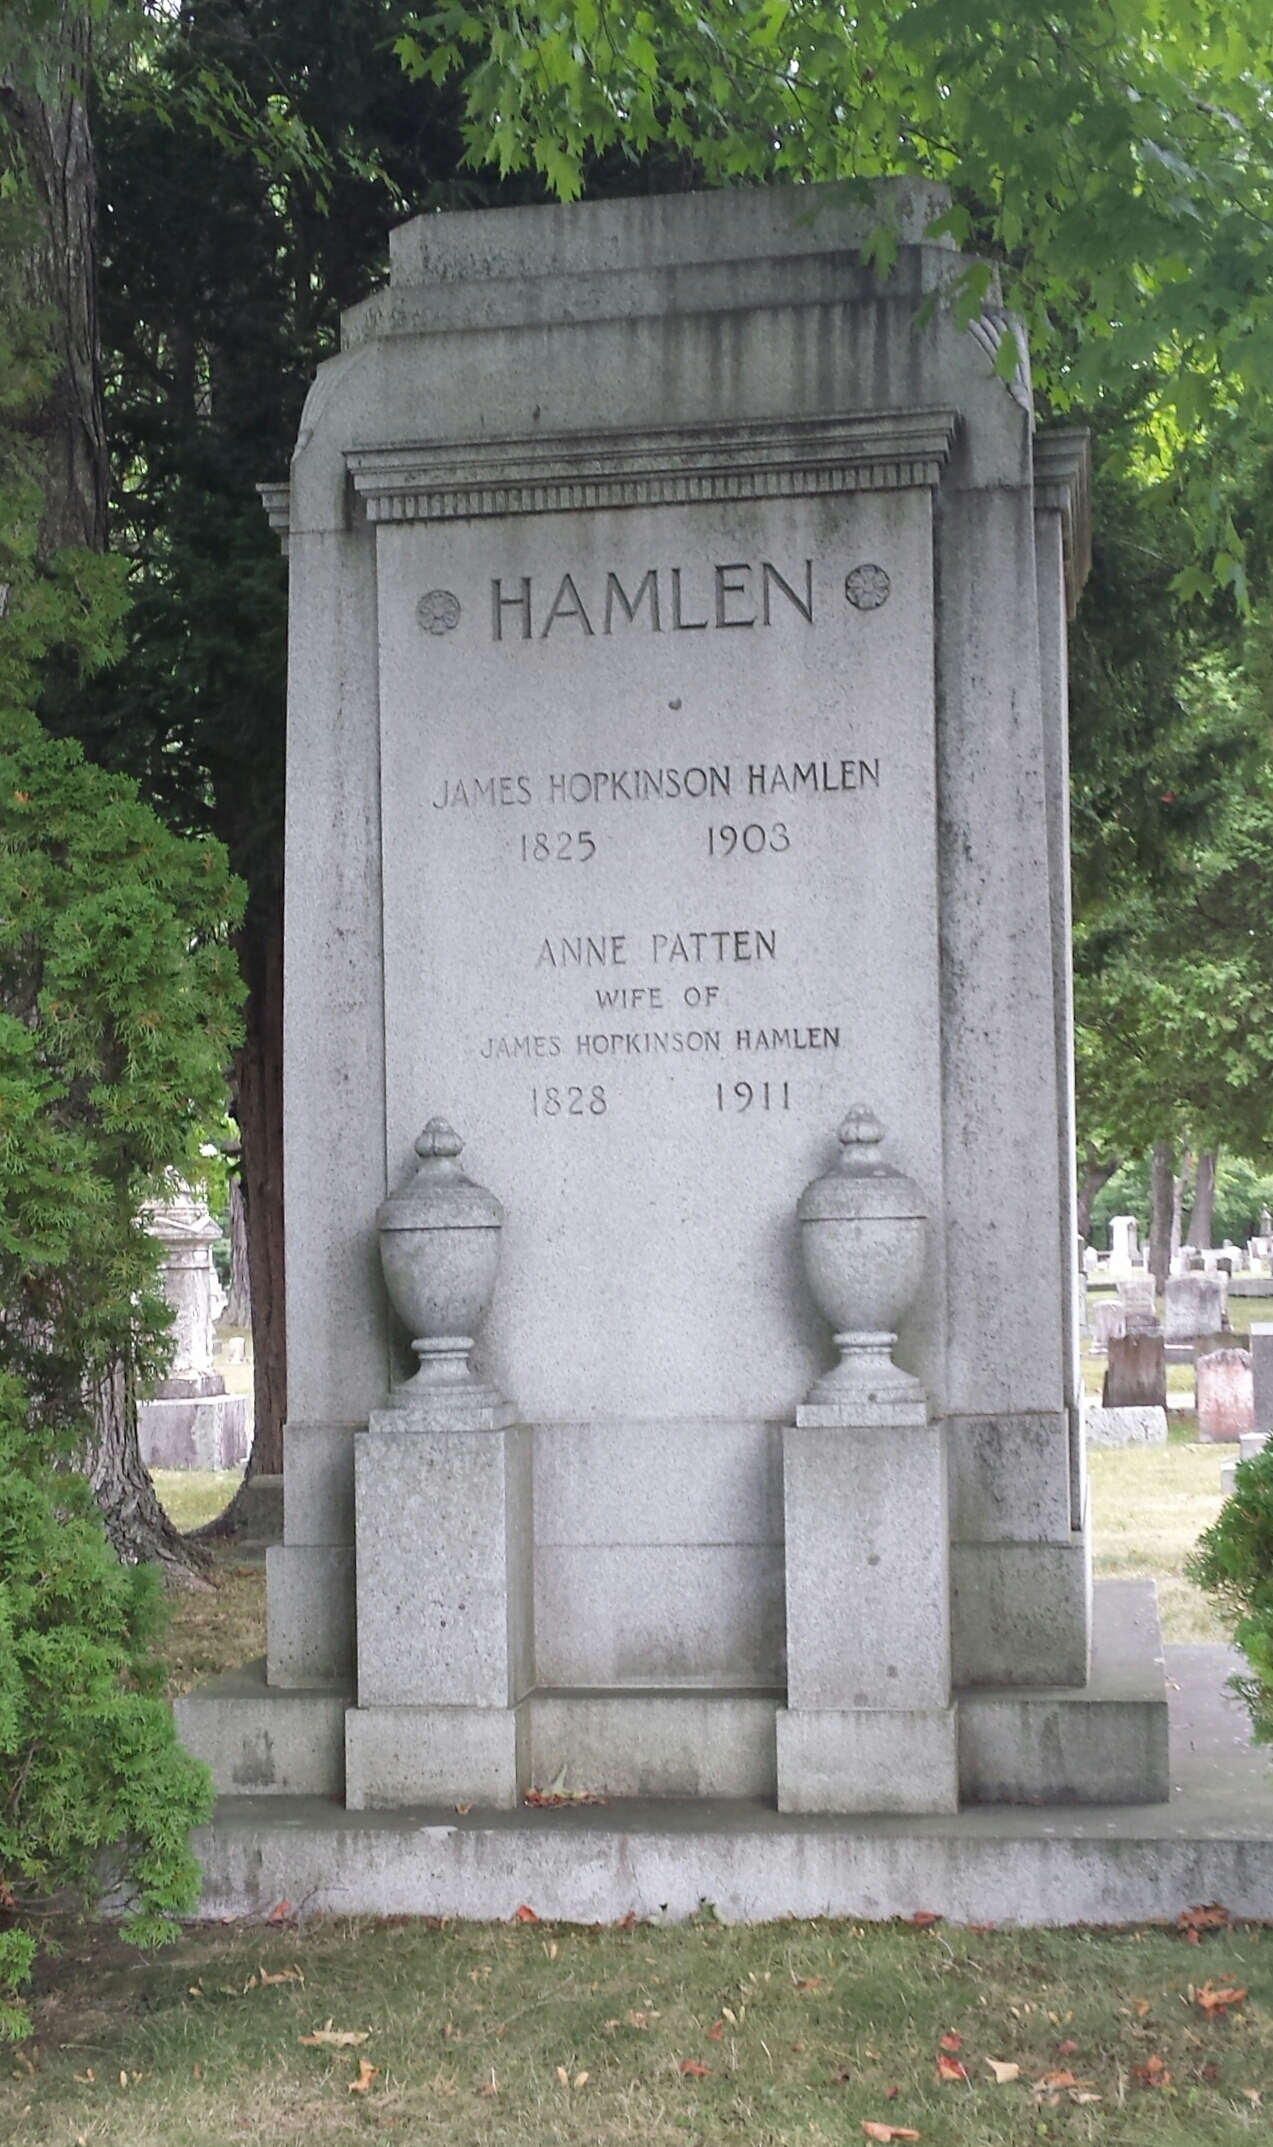 HAMLEN
JAMES HOPKINSON HAMLEN
1825 1903
ANNE PATTEN
WIFE OF
JAMES HOPKINSON HAMLEN
1828 1911